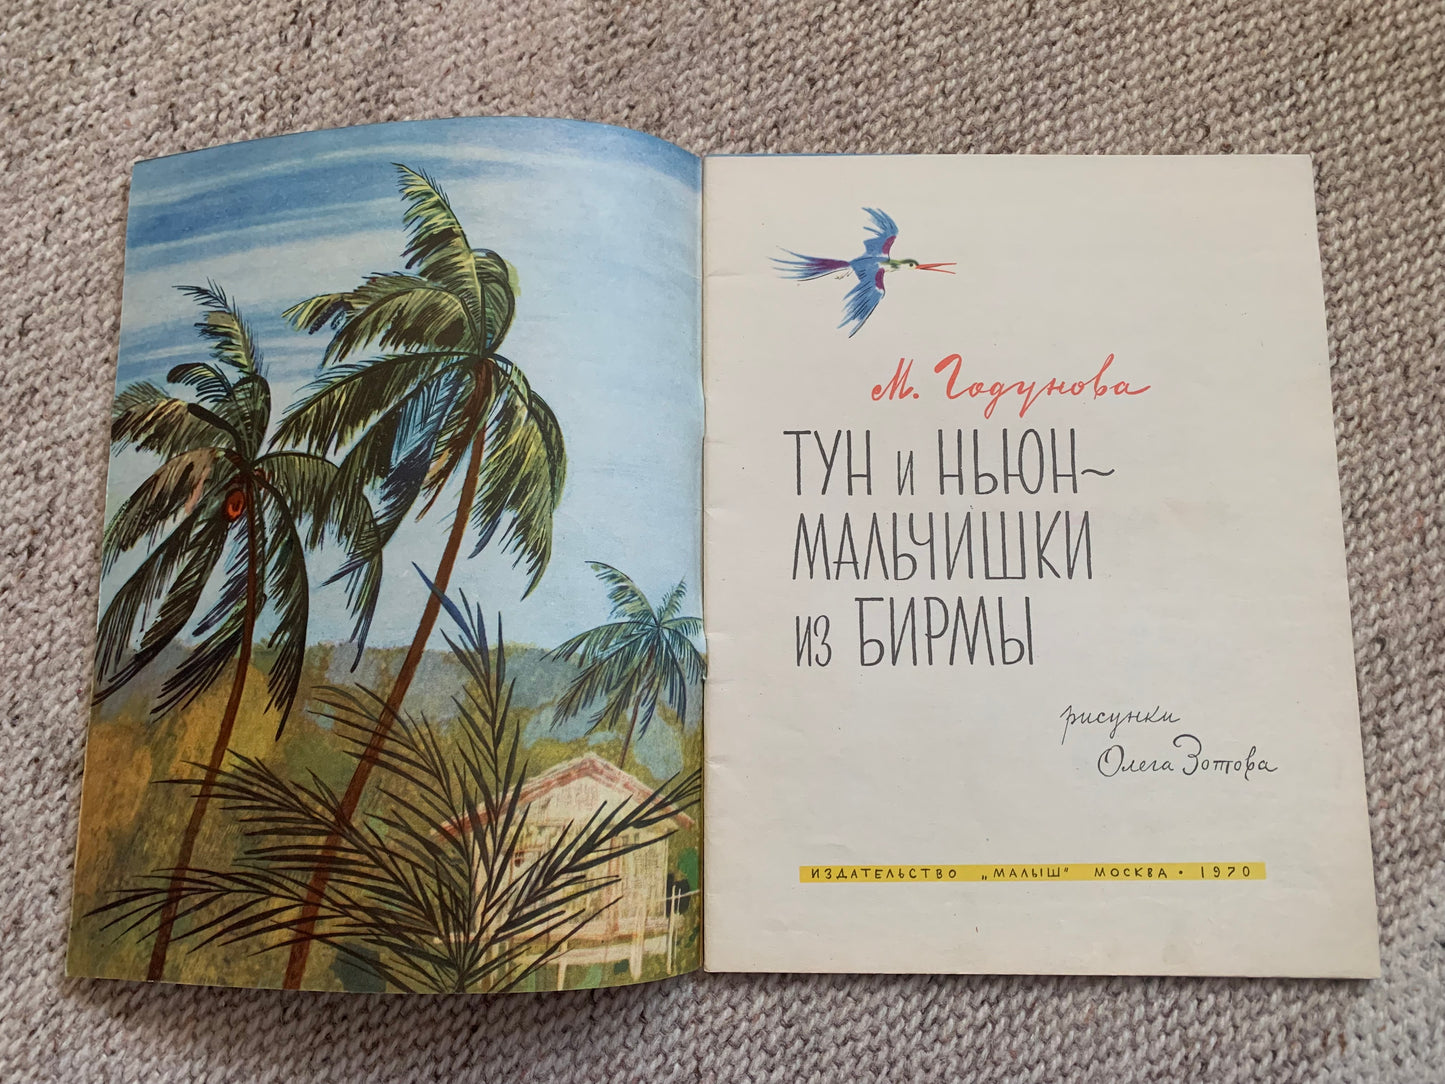 М. Годунова
ТУН и НЬЮН~
МАЛЬЧИШКИ
из БИРМЫ
рисунки
Олега Зотова
ИЗДАТЕЛЬСТВО „МАЛЫШ" МОСКВА • 1970